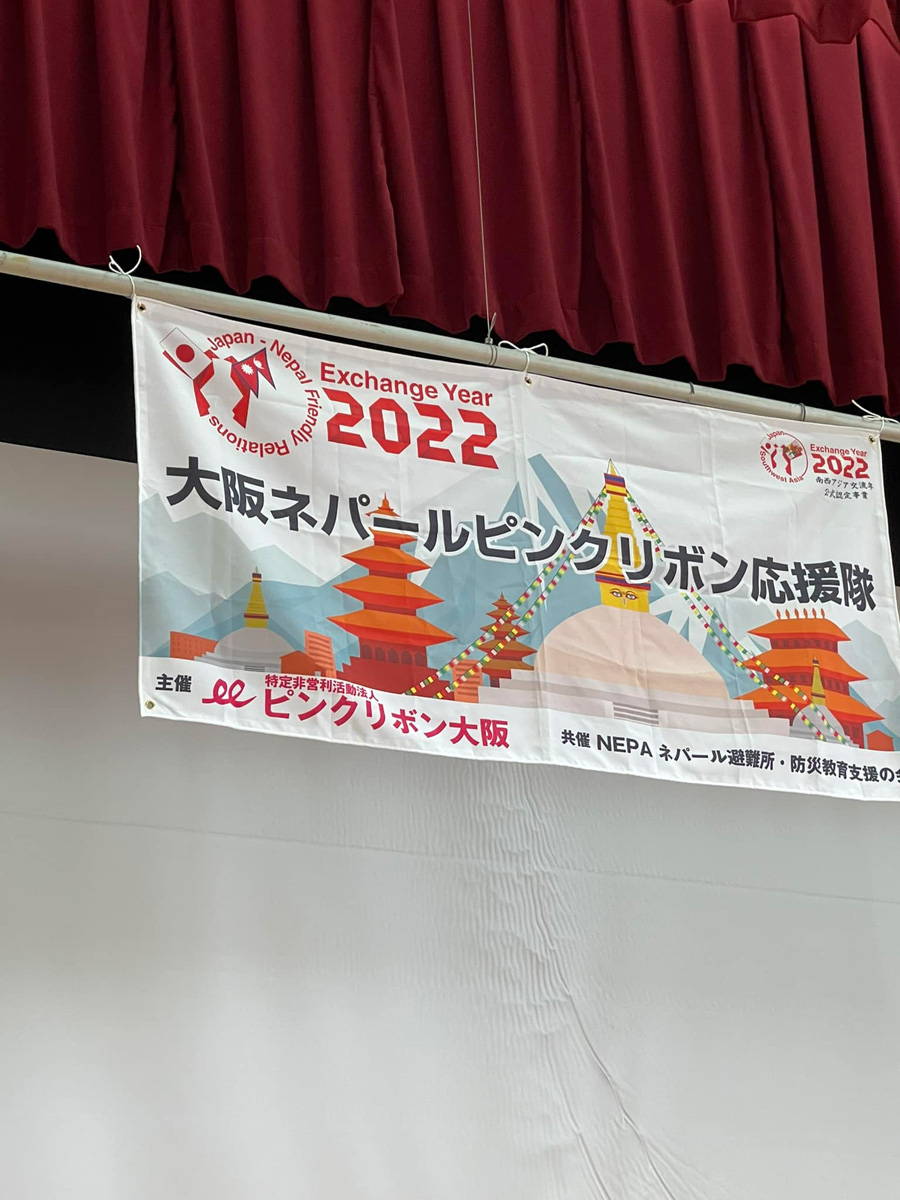 Japan - Nepal Friendly Relations
Exchange Year
2022
Japan Southwest Asia
Exchange Year
2022
南西アジア交流年
公式認定事業
大阪ネパールピンクリボン応援隊
主催
特定非営利活動法人
ピンクリボン大阪
共催 NEPA ネパール避難所・防災教育支援の会